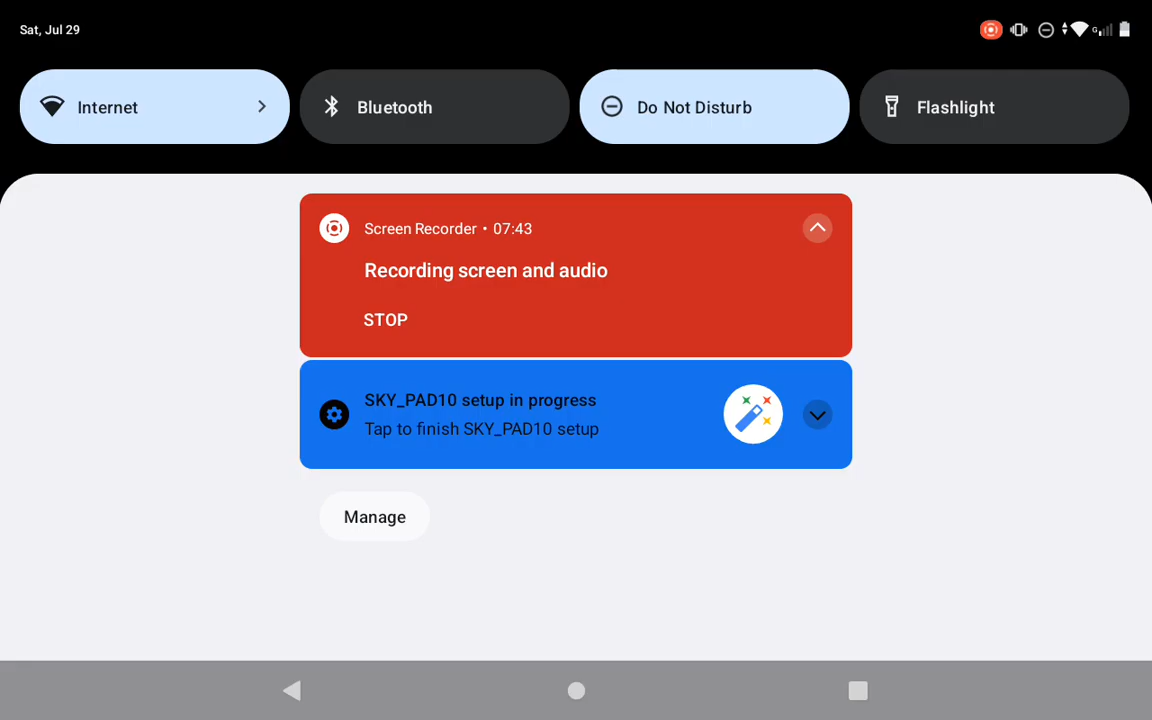 Sat, Jul 29
G
Internet
Bluetooth
Do Not Disturb
Flashlight
Screen Recorder • 07:43
Recording screen and audio
STOP
SKY_PAD10 setup in progress
Tap to finish SKY_PAD10 setup
Manage